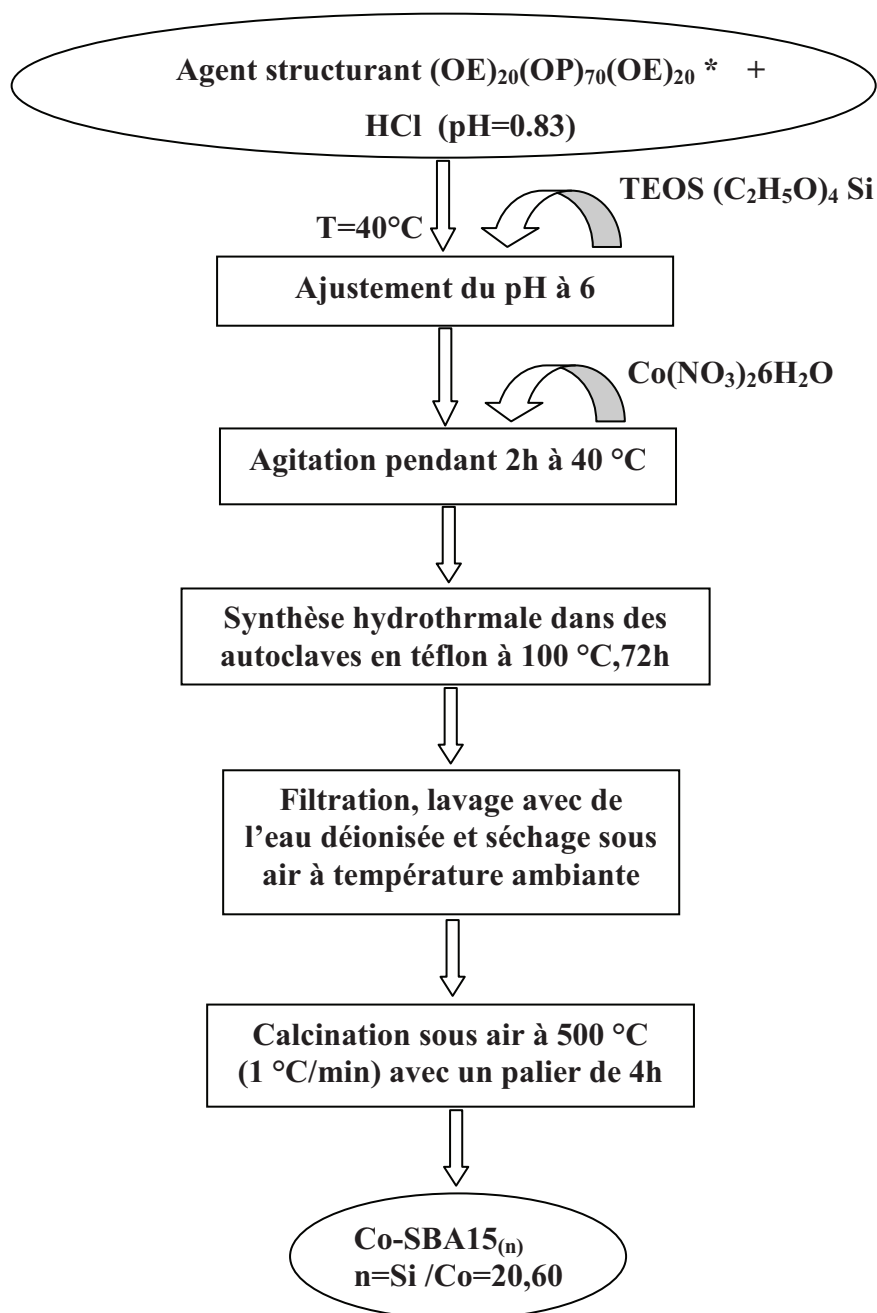 Agent structurant (OE)₂₀(OP)₇₀(OE)₂₀ * +
HCl (pH=0.83)
TEOS (C₂H₅O)₄ Si
T=40°C
Ajustement du pH à 6
Co(NO₃)₂6H₂O
Agitation pendant 2h à 40 °C
Synthèse hydrothrmale dans des
autoclaves en téflon à 100 °C,72h
Filtration, lavage avec de
l’eau déionisée et séchage sous
air à température ambiante
Calcination sous air à 500 °C
(1 °C/min) avec un palier de 4h
Co-SBA15₍ₙ₎
n=Si /Co=20,60